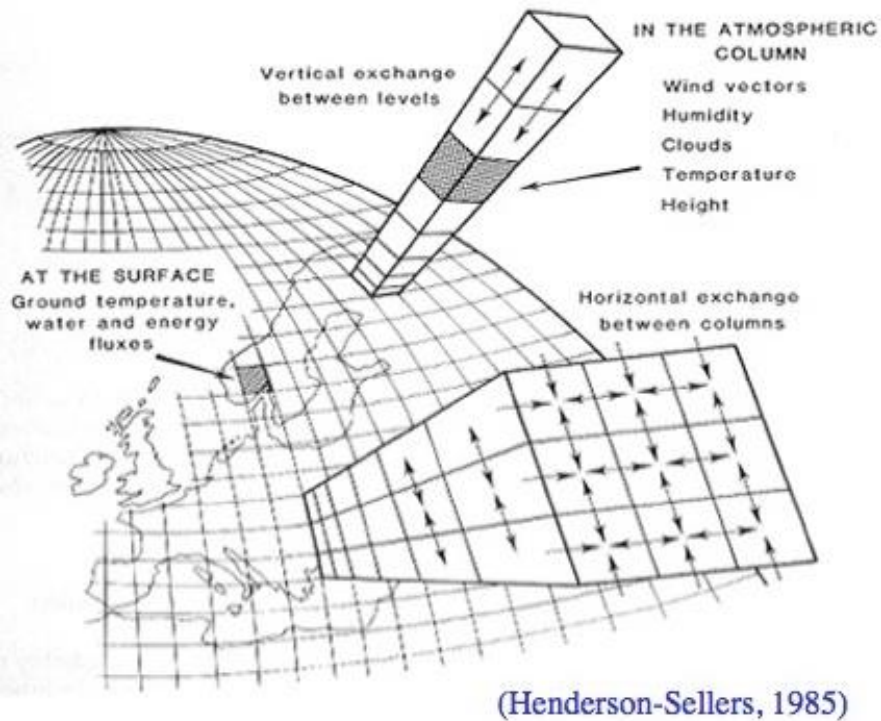 IN THE ATMOSPHERIC
COLUMN
Wind vectors
Humidity
Clouds
Temperature
Height
Vertical exchange
between levels
AT THE SURFACE
Ground temperature,
water and energy
fluxes
Horizontal exchange
between columns
(Henderson-Sellers, 1985)